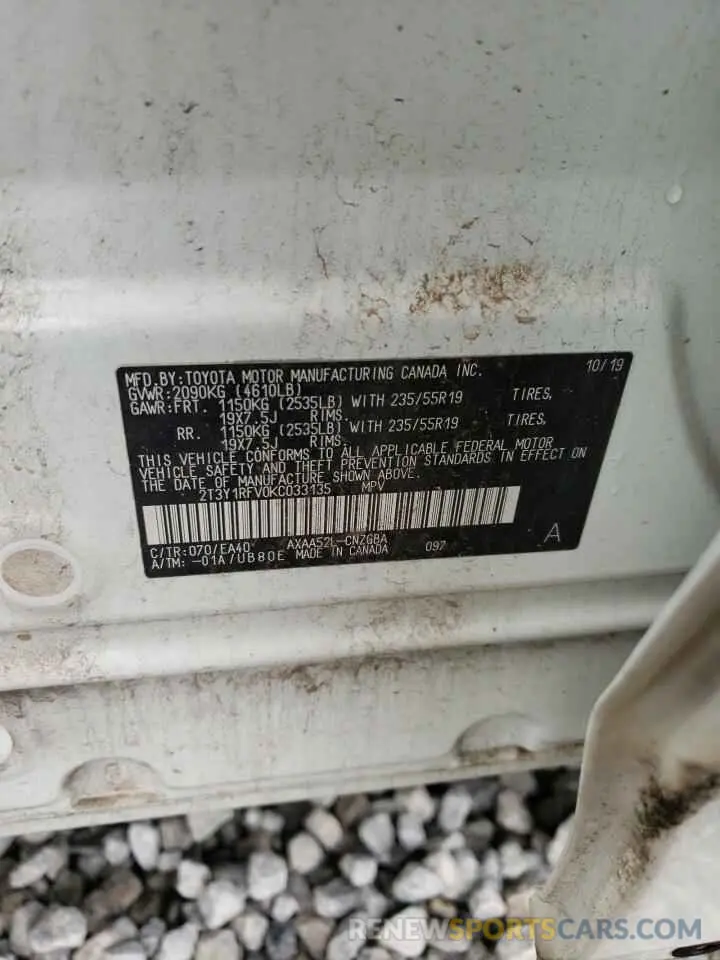 MFD.BY:TOYOTA MOTOR MANUFACTURING CANADA INC. 10/19
GVWR:2090KG (4610LB)
GAWR:FRT. 1150KG (2535LB) WITH 235/55R19 TIRES,
19X7.5J RIMS.
RR. 1150KG (2535LB) WITH 235/55R19 TIRES,
19X7.5J RIMS.
THIS VEHICLE CONFORMS TO ALL APPLICABLE FEDERAL MOTOR
VEHICLE SAFETY AND THEFT PREVENTION STANDARDS IN EFFECT ON
THE DATE OF MANUFACTURE SHOWN ABOVE.
2T3Y1RFV0KC033135 MPV
C/TR:070/EA40 AXAA52L-CNZGBA 097 A
A/TM:-01A/UB80E MADE IN CANADA
RENEWSPORTSCARS.COM